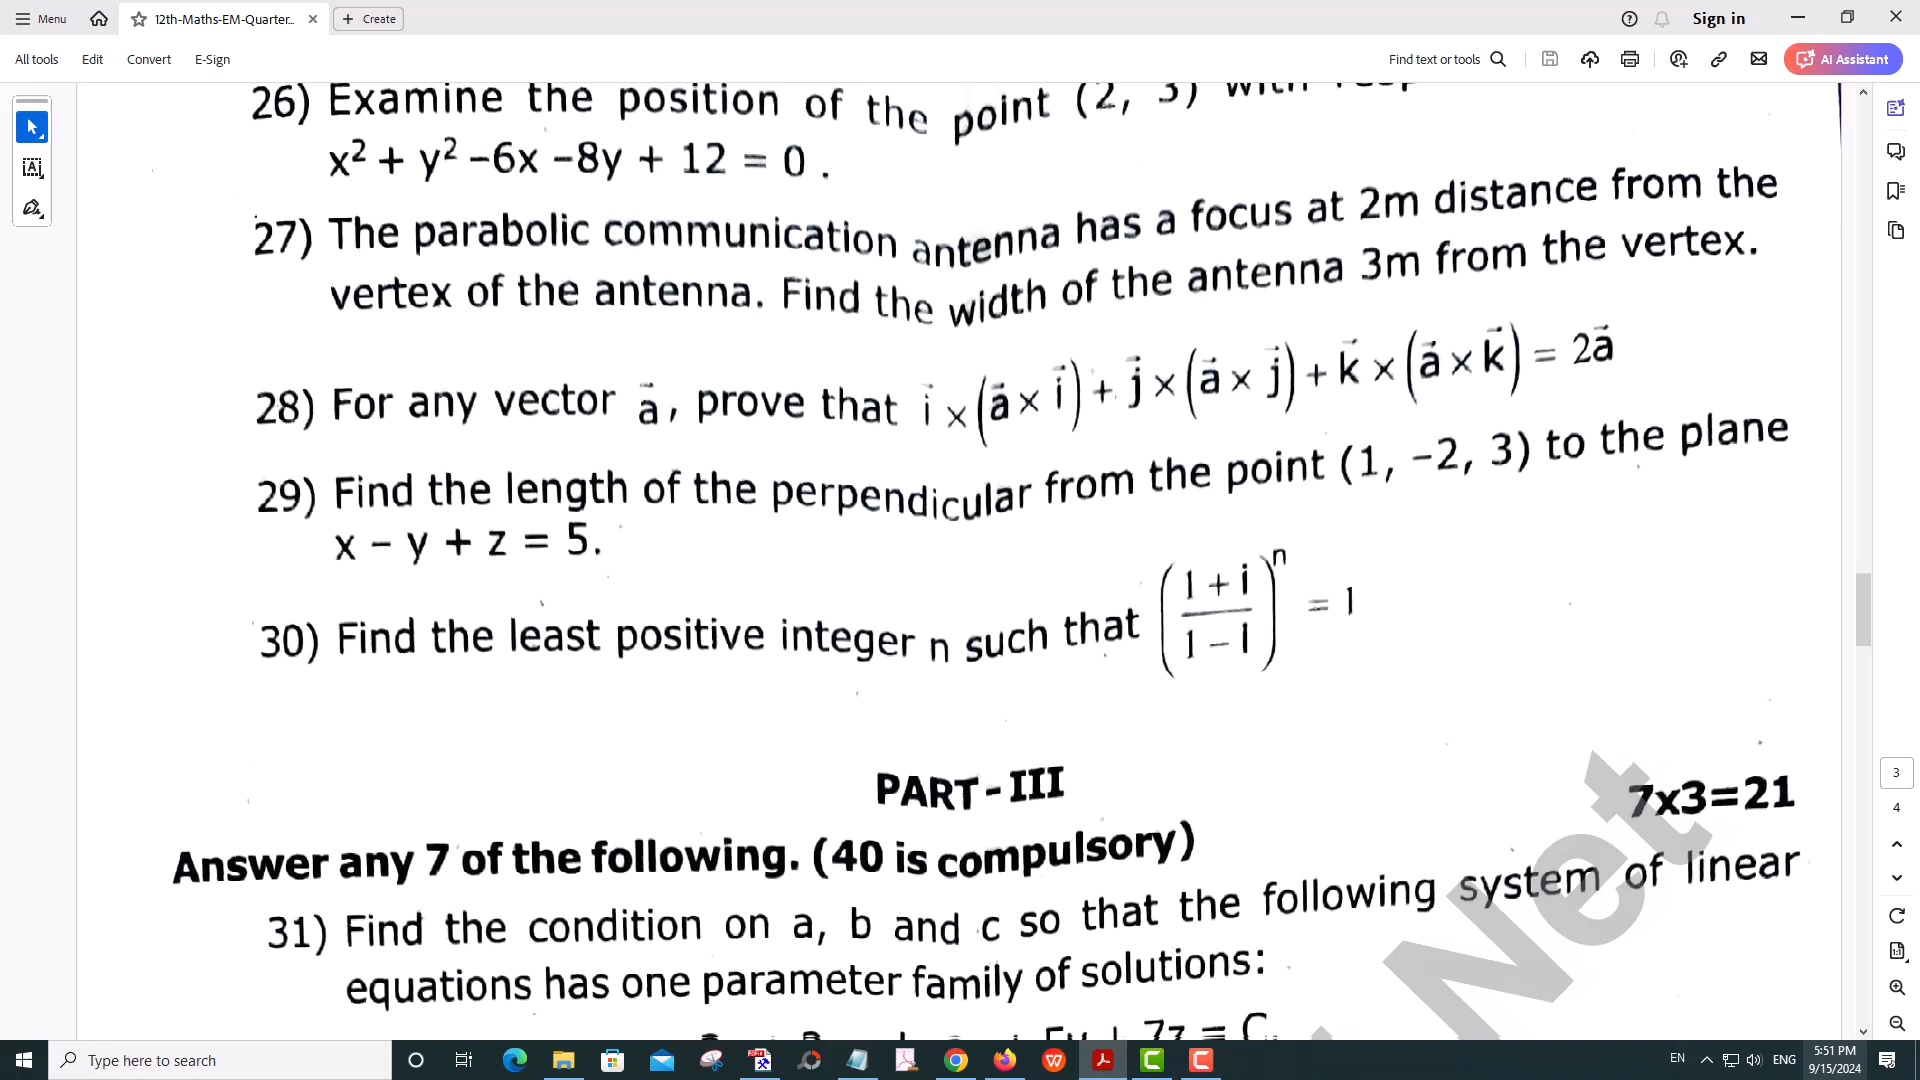 Menu
12th-Maths-EM-Quarter...
Create
Sign in
All tools
Edit
Convert
E-Sign
Find text or tools
AI Assistant
26) Examine the position of the point (2, 3) with
x² + y² −6x −8y + 12 = 0 .
27) The parabolic communication antenna has a focus at 2m distance from the
vertex of the antenna. Find the width of the antenna 3m from the vertex.
28) For any vector a⃗, prove that i⃗ × (a⃗ × i⃗) + j⃗ × (a⃗ × j⃗) + k⃗ × (a⃗ × k⃗) = 2a⃗
29) Find the length of the perpendicular from the point (1, −2, 3) to the plane
x − y + z = 5.
30) Find the least positive integer n such that ((1 + i)/(1 − i))ⁿ = 1
PART - III
7x3=21
Answer any 7 of the following. (40 is compulsory)
31) Find the condition on a, b and c so that the following system of linear
equations has one parameter family of solutions:
5y + 7z = C
Net
3
4
Type here to search
EN
ENG
5:51 PM
9/15/2024